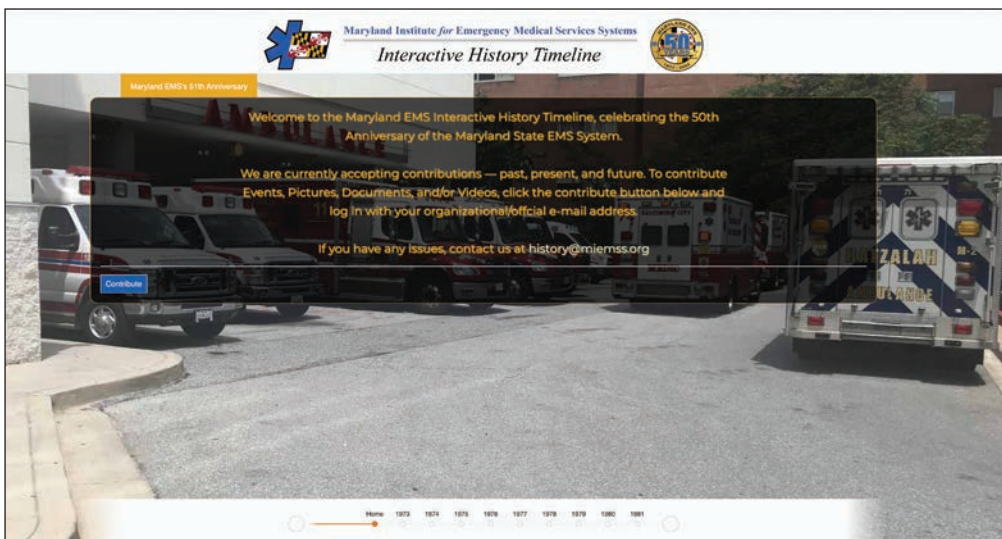 Maryland Institute for Emergency Medical Services Systems
Interactive History Timeline
50
YEARS
Maryland EMS's 51th Anniversary
AMBULANCE
Welcome to the Maryland EMS Interactive History Timeline, celebrating the 50th
Anniversary of the Maryland State EMS System.
We are currently accepting contributions — past, present, and future. To contribute
Events, Pictures, Documents, and/or Videos, click the contribute button below and
log in with your organizational/offcial e-mail address.
If you have any issues, contact us at history@miemss.org
Contribute
HATZALAH
M-2
AMBULANCE
Home 1973 1974 1975 1976 1977 1978 1979 1980 1981